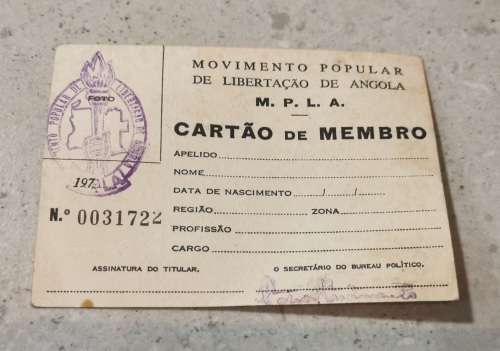 MOVIMENTO POPULAR
DE LIBERTAÇÃO DE ANGOLA
M. P. L. A.
CARTÃO DE MEMBRO
FOTO
197
N.º 0031722
APELIDO
NOME
DATA DE NASCIMENTO / /
REGIÃO ZONA
PROFISSÃO
CARGO
ASSINATURA DO TITULAR.
O SECRETÁRIO DO BUREAU POLÍTICO.